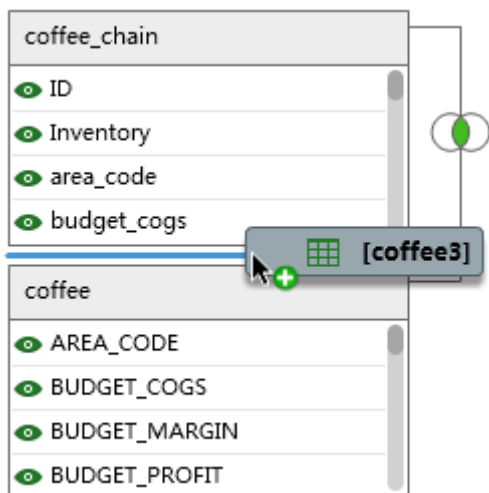 coffee_chain
ID
Inventory
area_code
budget_cogs
[coffee3]
coffee
AREA_CODE
BUDGET_COGS
BUDGET_MARGIN
BUDGET_PROFIT